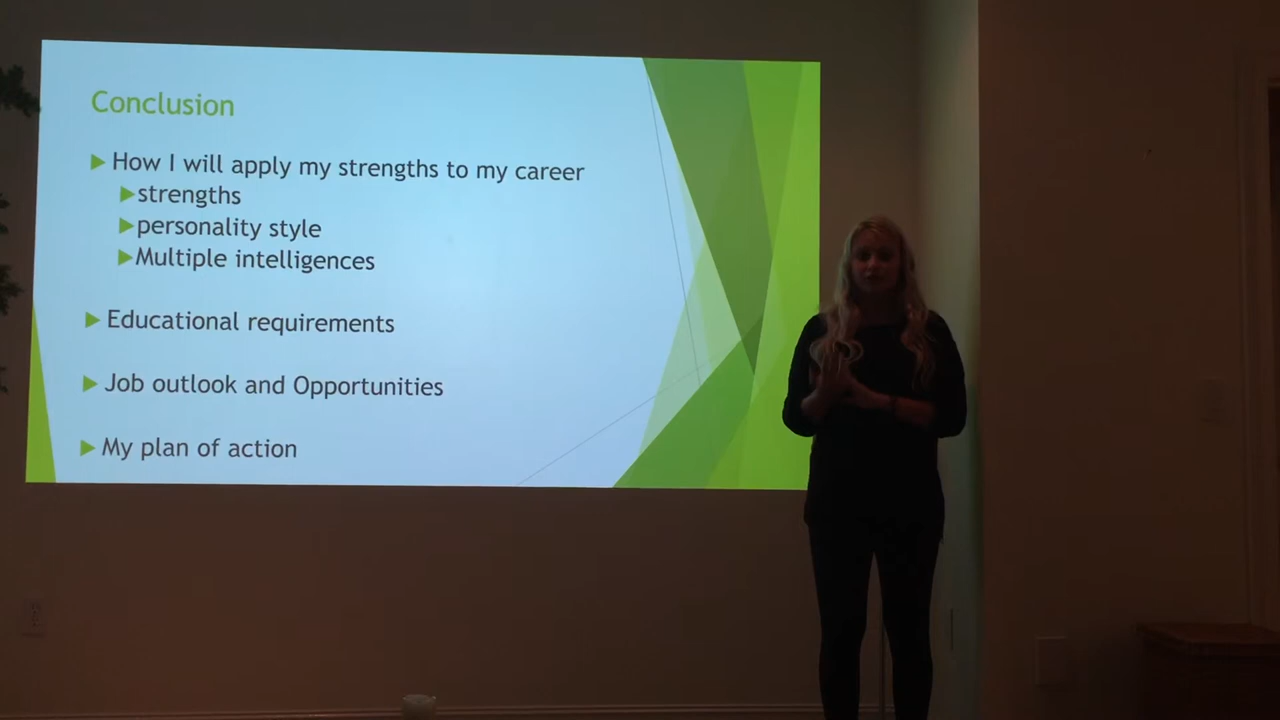 Conclusion
How I will apply my strengths to my career
strengths
personality style
Multiple intelligences
Educational requirements
Job outlook and Opportunities
My plan of action